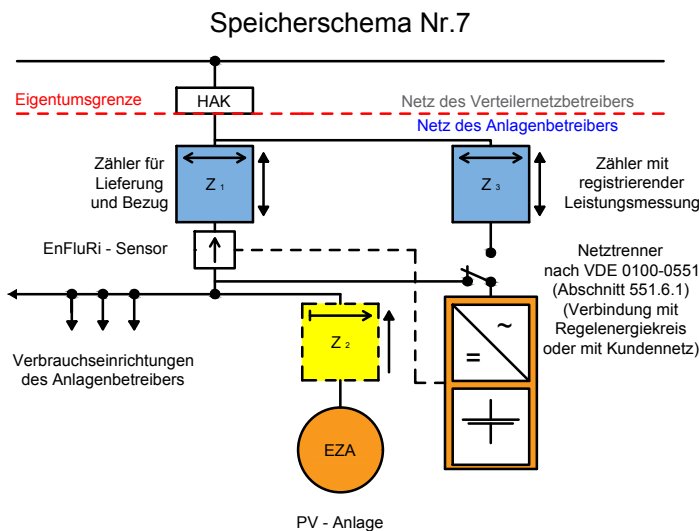 Speicherschema Nr.7
Eigentumsgrenze
HAK
Netz des Verteilernetzbetreibers
Netz des Anlagenbetreibers
Zähler für
Lieferung
und Bezug
Z 1
Z 3
Zähler mit
registrierender
Leistungsmessung
EnFluRi - Sensor
Netztrenner
nach VDE 0100-0551
(Abschnitt 551.6.1)
(Verbindung mit
Regelenergiekreis
oder mit Kundennetz)
Z 2
~
=
Verbrauchseinrichtungen
des Anlagenbetreibers
EZA
PV - Anlage